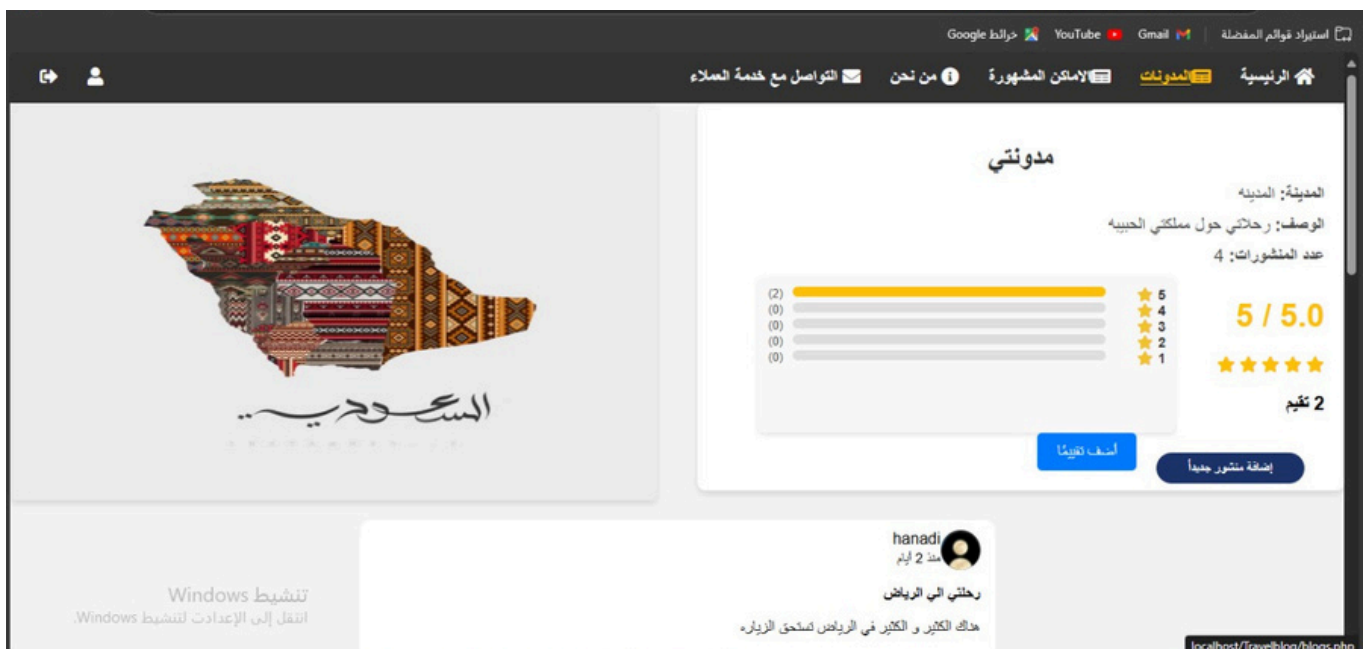 استيراد قوائم المفضلة | Gmail YouTube خرائط Google
الرئيسية المدونات الاماكن المشهورة من نحن التواصل مع خدمة العملاء
مدونتي
المدينة: المدينه
الوصف: رحلاتي حول مملكتي الحبيبه
عدد المنشورات: 4
5 / 5.0
2 تقيم
5 (2)
4 (0)
3 (0)
2 (0)
1 (0)
أضف تقييمًا
إضافة منشور جديداً
السعودية
hanadi
منذ 2 أيام
رحلتي الي الرياض
هناك الكثير و الكثير في الرياض تستحق الزياره
تنشيط Windows
انتقل إلى الإعدادت لتنشيط Windows.
localhost/Travelblog/blogs.php